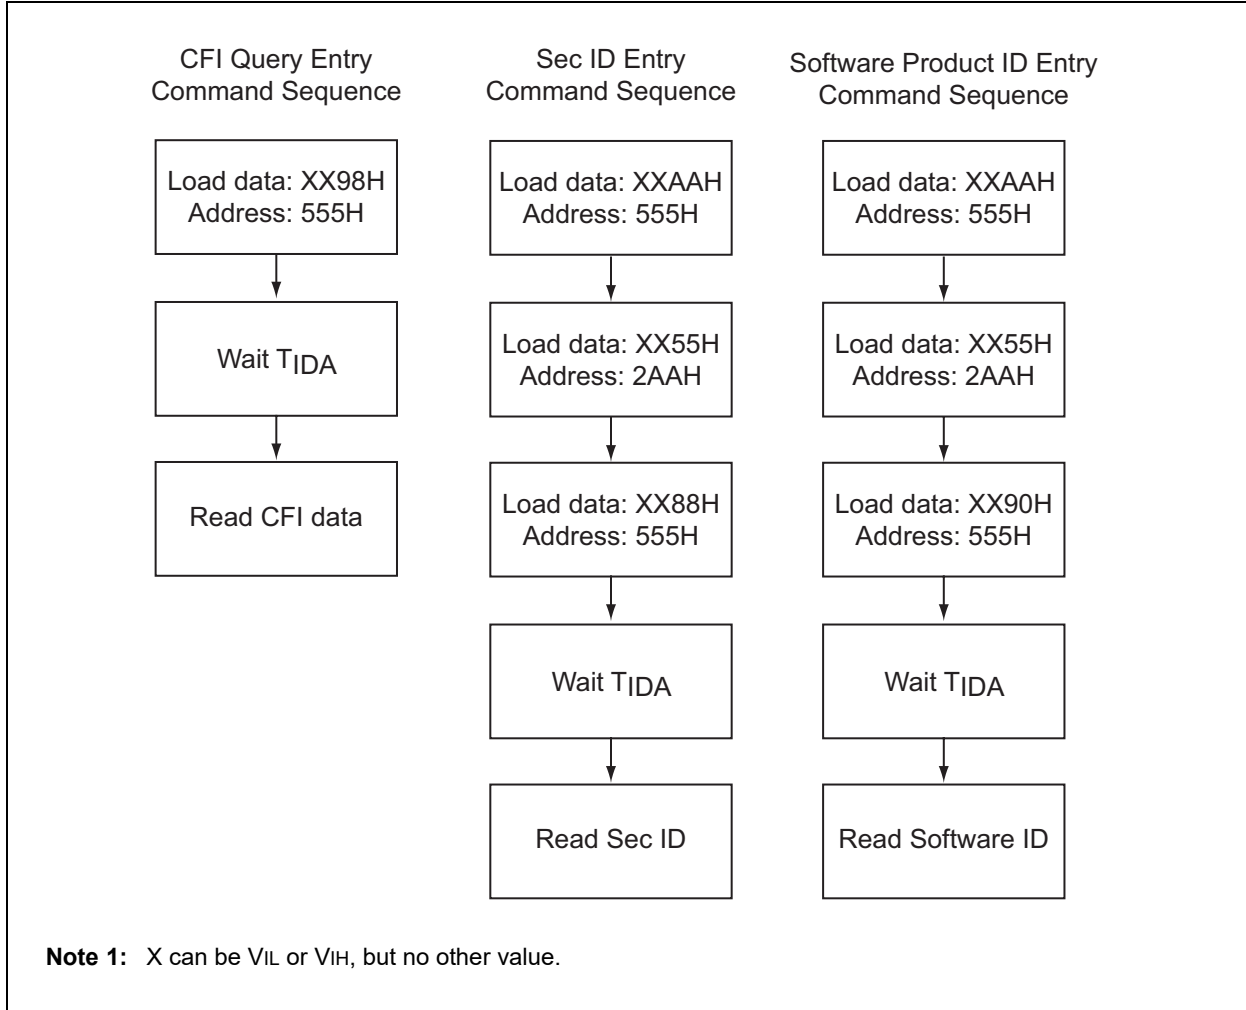 CFI Query Entry
Command Sequence
Load data: XX98H
Address: 555H
Wait TIDA
Read CFI data
Sec ID Entry
Command Sequence
Load data: XXAAH
Address: 555H
Load data: XX55H
Address: 2AAH
Load data: XX88H
Address: 555H
Wait TIDA
Read Sec ID
Software Product ID Entry
Command Sequence
Load data: XXAAH
Address: 555H
Load data: XX55H
Address: 2AAH
Load data: XX90H
Address: 555H
Wait TIDA
Read Software ID
Note 1: X can be VIL or VIH, but no other value.